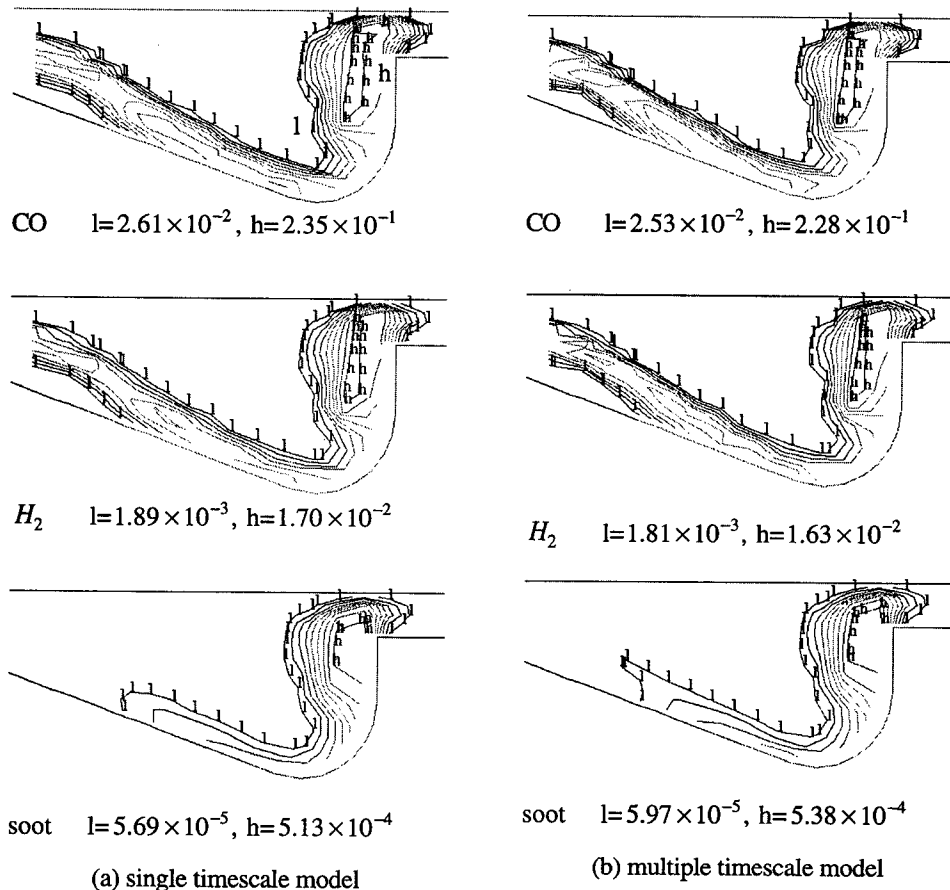 h
l
CO l=2.61×10⁻², h=2.35×10⁻¹
CO l=2.53×10⁻², h=2.28×10⁻¹
H₂ l=1.89×10⁻³, h=1.70×10⁻²
H₂ l=1.81×10⁻³, h=1.63×10⁻²
soot l=5.69×10⁻⁵, h=5.13×10⁻⁴
soot l=5.97×10⁻⁵, h=5.38×10⁻⁴
(a) single timescale model
(b) multiple timescale model